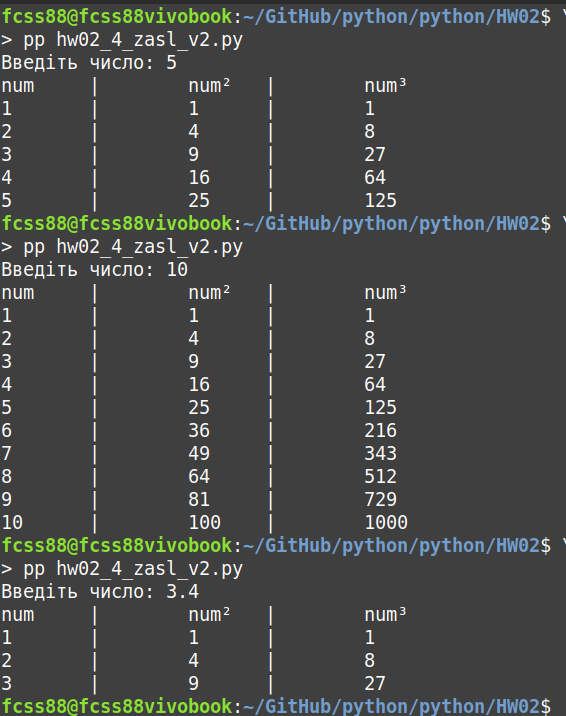 fcss88@fcss88vivobook:~/GitHub/python/python/HW02$ \
> pp hw02_4_zasl_v2.py
Введіть число: 5
num | num² | num³
1 | 1 | 1
2 | 4 | 8
3 | 9 | 27
4 | 16 | 64
5 | 25 | 125
fcss88@fcss88vivobook:~/GitHub/python/python/HW02$ \
> pp hw02_4_zasl_v2.py
Введіть число: 10
num | num² | num³
1 | 1 | 1
2 | 4 | 8
3 | 9 | 27
4 | 16 | 64
5 | 25 | 125
6 | 36 | 216
7 | 49 | 343
8 | 64 | 512
9 | 81 | 729
10 | 100 | 1000
fcss88@fcss88vivobook:~/GitHub/python/python/HW02$ \
> pp hw02_4_zasl_v2.py
Введіть число: 3.4
num | num² | num³
1 | 1 | 1
2 | 4 | 8
3 | 9 | 27
fcss88@fcss88vivobook:~/GitHub/python/python/HW02$